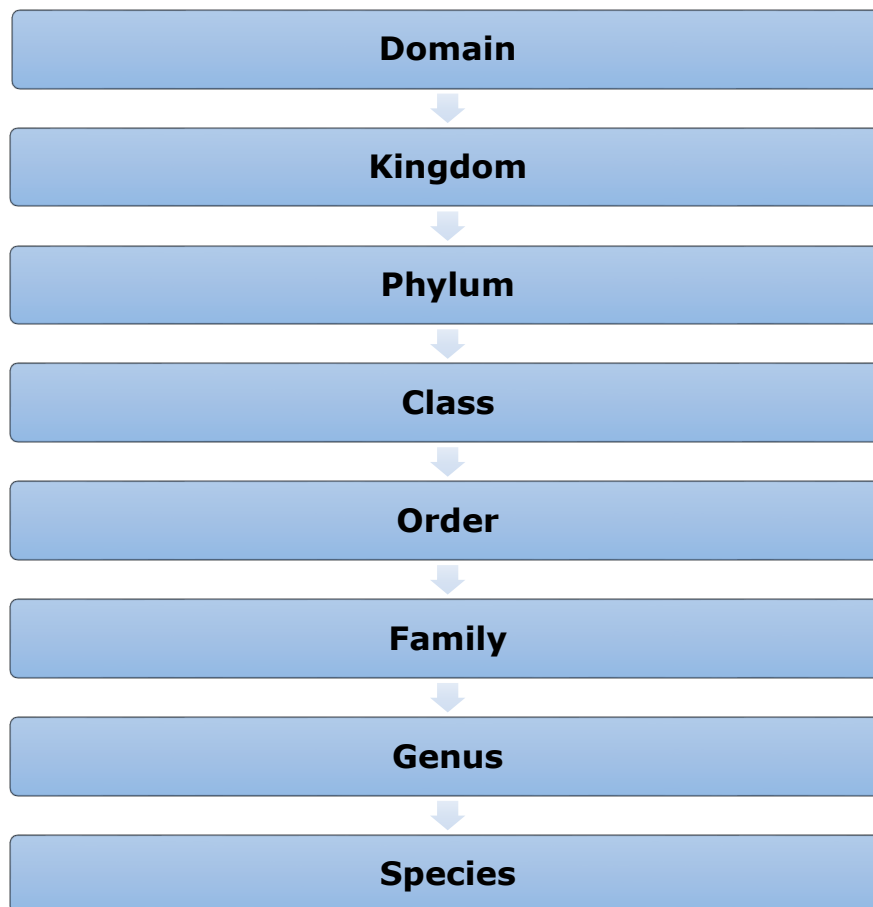 Domain
Kingdom
Phylum
Class
Order
Family
Genus
Species